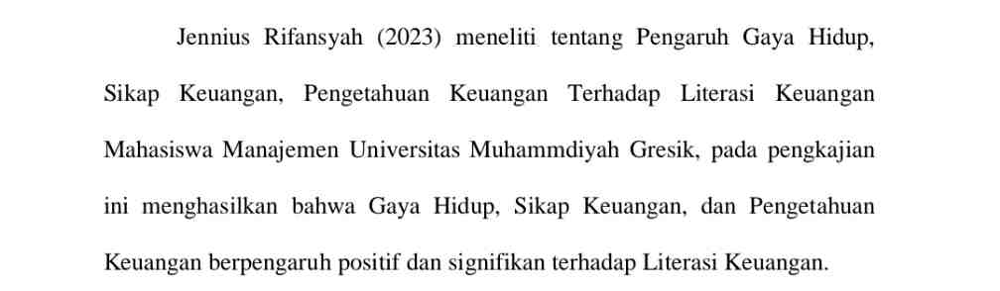 Jennius Rifansyah (2023) meneliti tentang Pengaruh Gaya Hidup,
Sikap Keuangan, Pengetahuan Keuangan Terhadap Literasi Keuangan
Mahasiswa Manajemen Universitas Muhammdiyah Gresik, pada pengkajian
ini menghasilkan bahwa Gaya Hidup, Sikap Keuangan, dan Pengetahuan
Keuangan berpengaruh positif dan signifikan terhadap Literasi Keuangan.